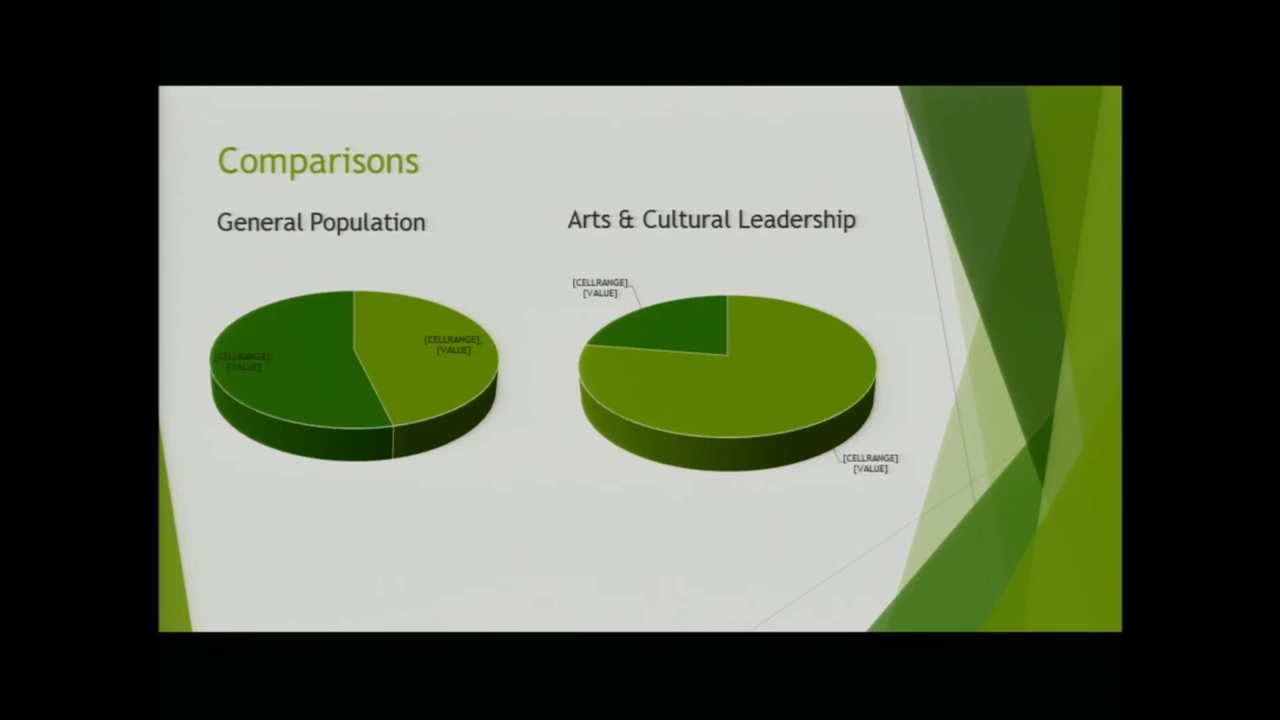 Comparisons
General Population
Arts & Cultural Leadership
[CELLRANGE],
[VALUE]
[CELLRANGE],
[VALUE]
[CELLRANGE]
[VALUE]
[CELLRANGE]
[VALUE]